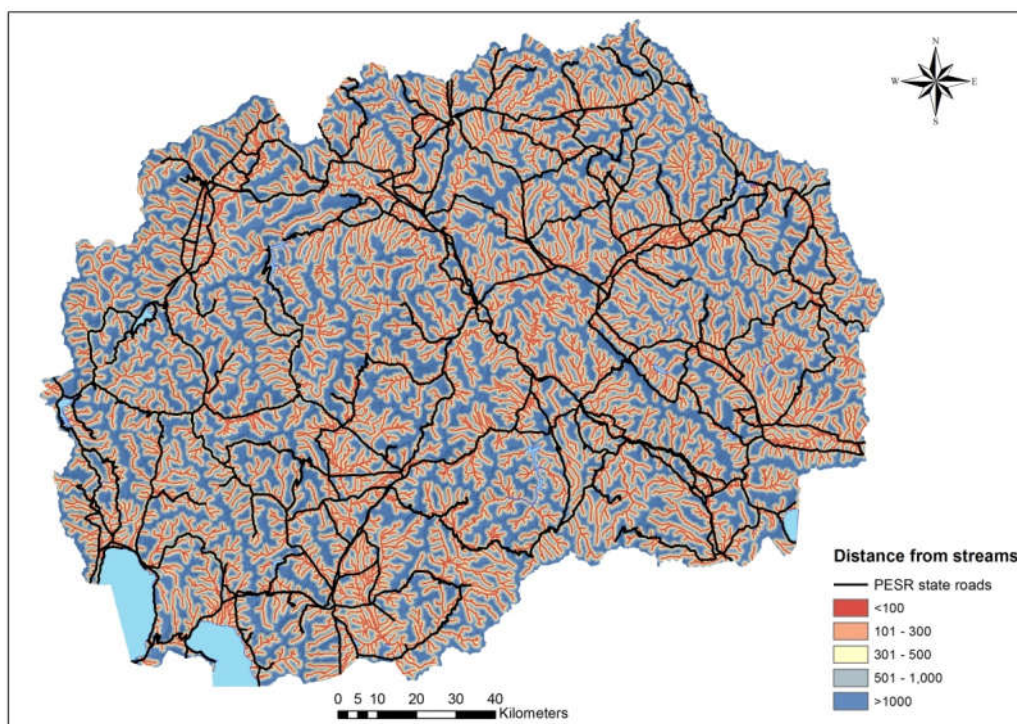 N
W E
S
Distance from streams
PESR state roads
<100
101 - 300
301 - 500
501 - 1,000
>1000
0 5 10 20 30 40
Kilometers